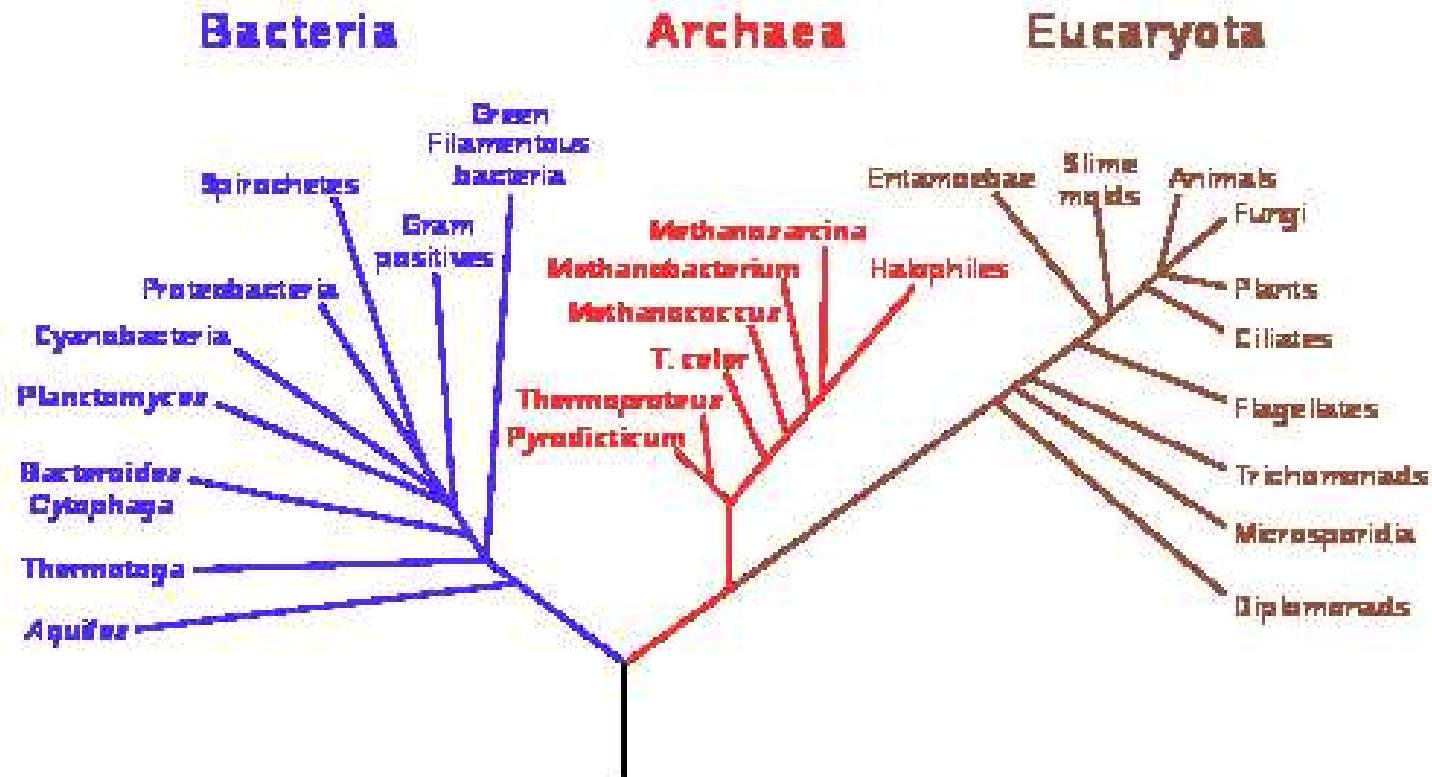 Bacteria
Archaea
Eucaryota
Green
Filamentous
bacteria
Spirochetes
Gram
positives
Proteobacteria
Cyanobacteria
Planctomyces
Bacteroides
Cytophaga
Thermotoga
Aquifex
Methanosarcina
Methanobacterium
Halophiles
Methanococcus
T. celer
Thermoproteus
Pyrodicticum
Entamoebae
Slime
molds
Animals
Fungi
Plants
Ciliates
Flagellates
Trichomonads
Microsporidia
Diplomonads